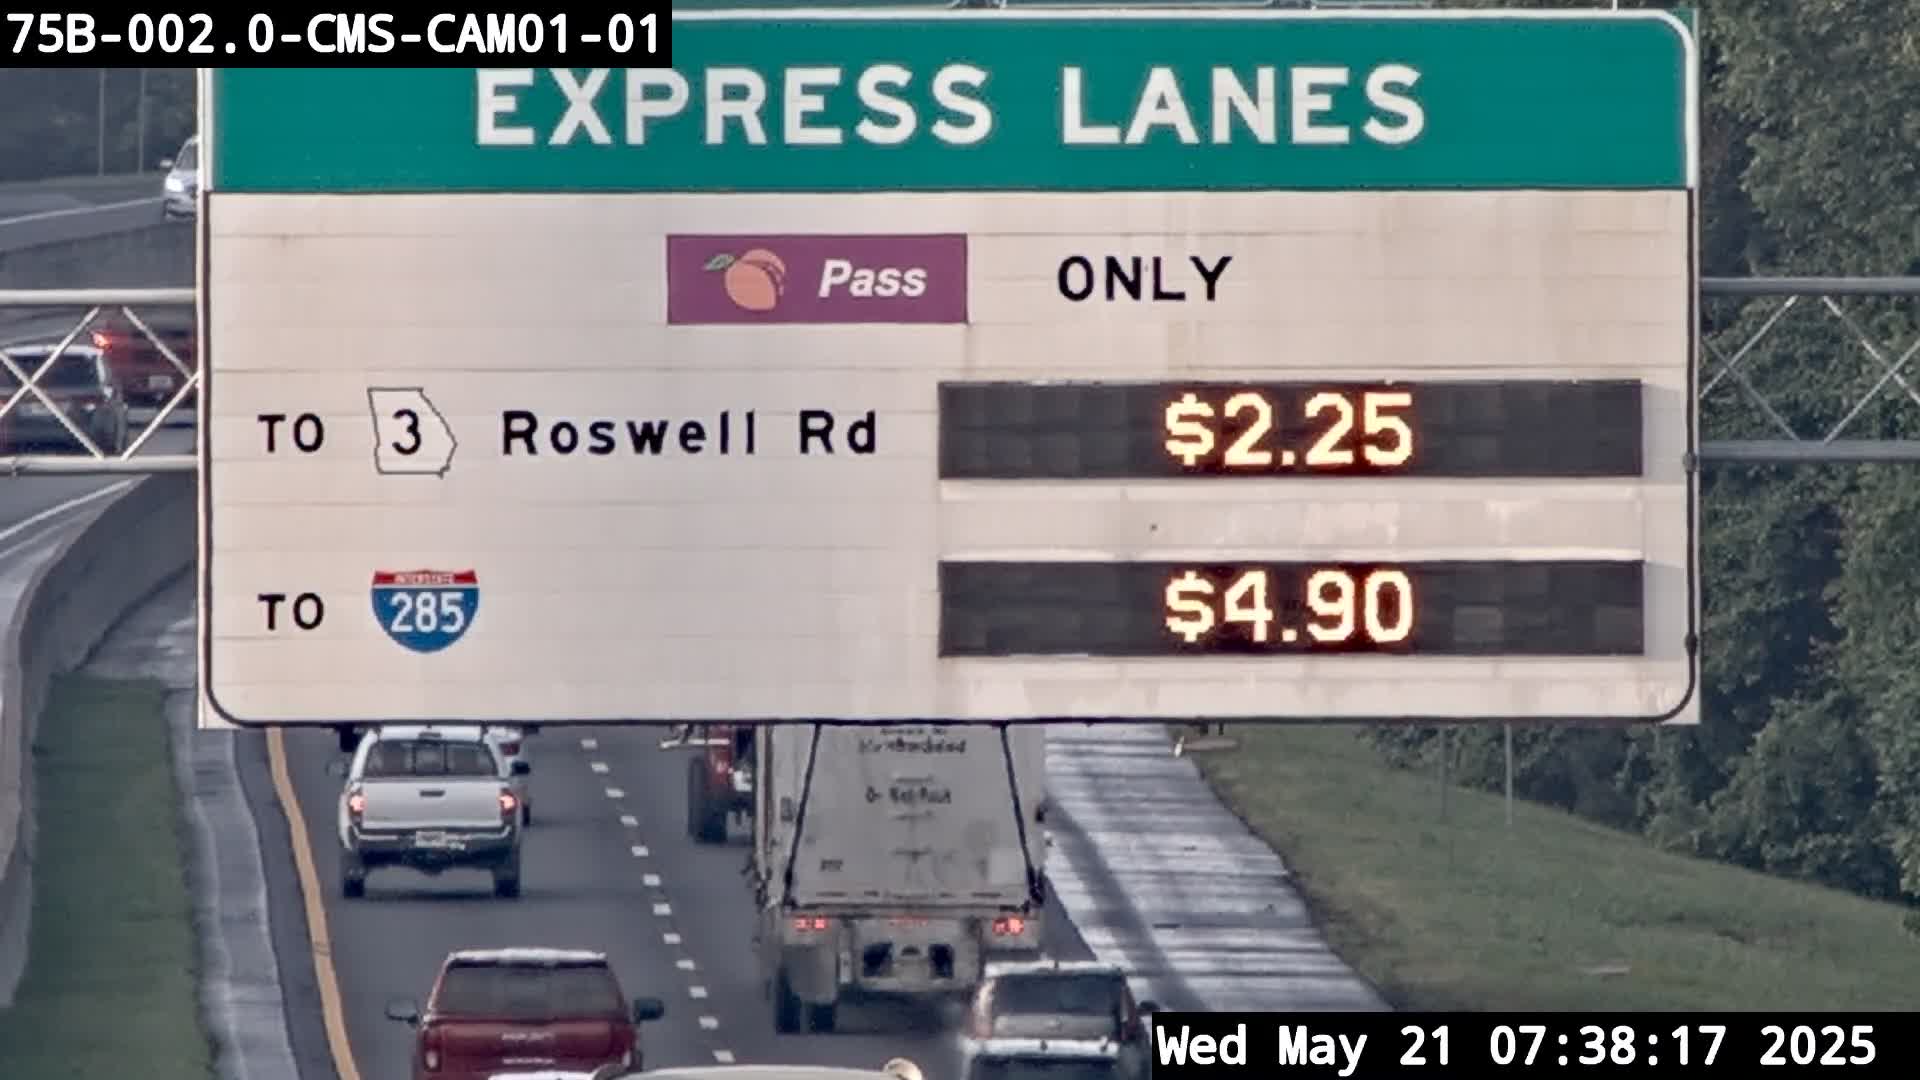 75B-002.0-CMS-CAM01-01
EXPRESS LANES
Pass ONLY
TO 3 Roswell Rd $2.25
INTERSTATE
TO 285 $4.90
Wed May 21 07:38:17 2025